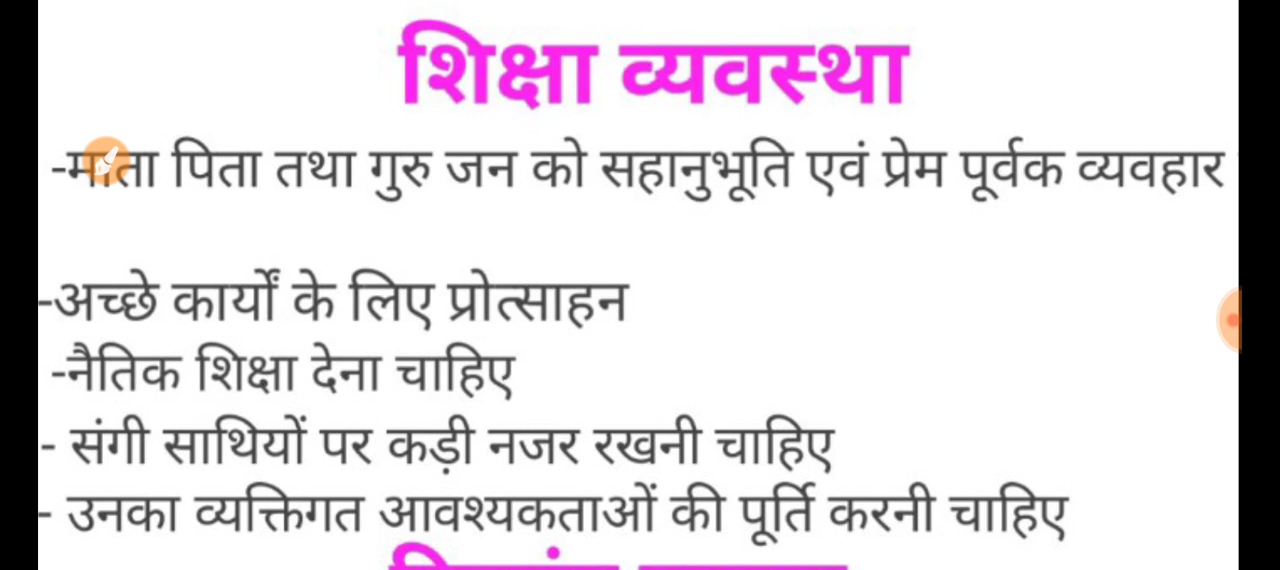 शिक्षा व्यवस्था
-माता पिता तथा गुरु जन को सहानुभूति एवं प्रेम पूर्वक व्यवहार
-अच्छे कार्यों के लिए प्रोत्साहन
-नैतिक शिक्षा देना चाहिए
- संगी साथियों पर कड़ी नजर रखनी चाहिए
- उनका व्यक्तिगत आवश्यकताओं की पूर्ति करनी चाहिए